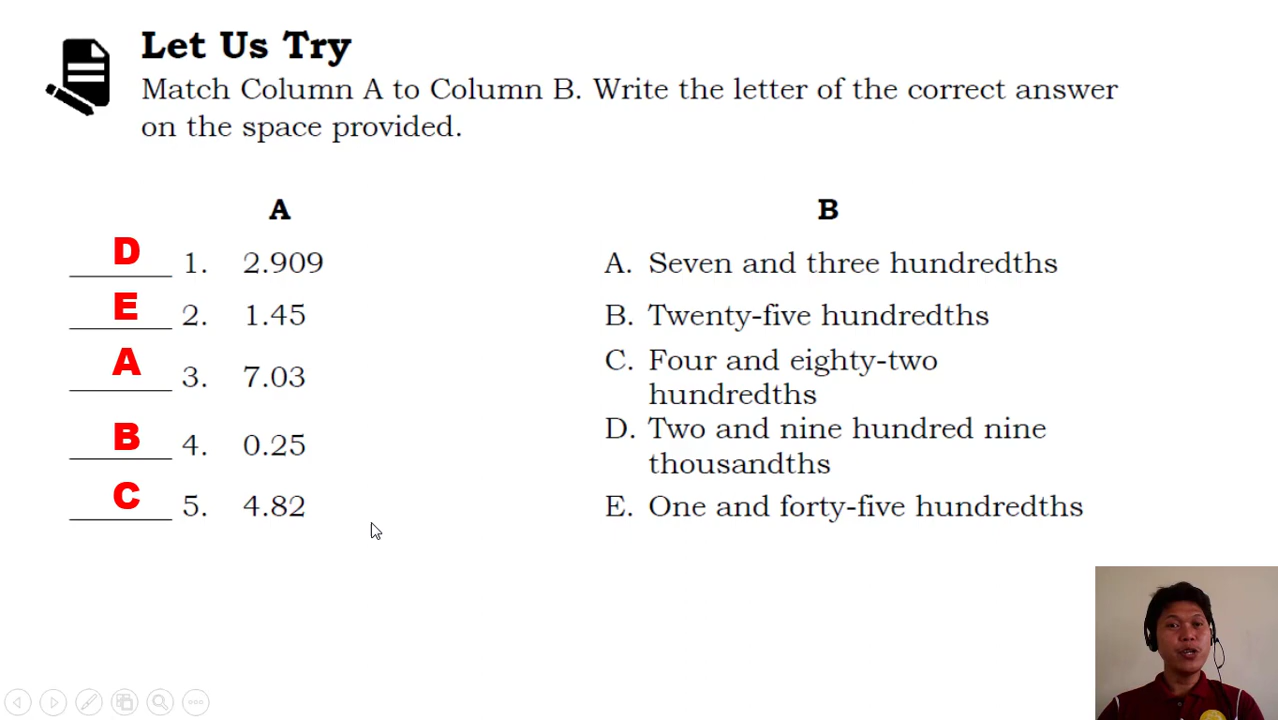 Let Us Try
Match Column A to Column B. Write the letter of the correct answer
on the space provided.
A
B
D 1. 2.909
A. Seven and three hundredths
E 2. 1.45
B. Twenty-five hundredths
A 3. 7.03
C. Four and eighty-two
hundredths
B 4. 0.25
D. Two and nine hundred nine
thousandths
C 5. 4.82
E. One and forty-five hundredths